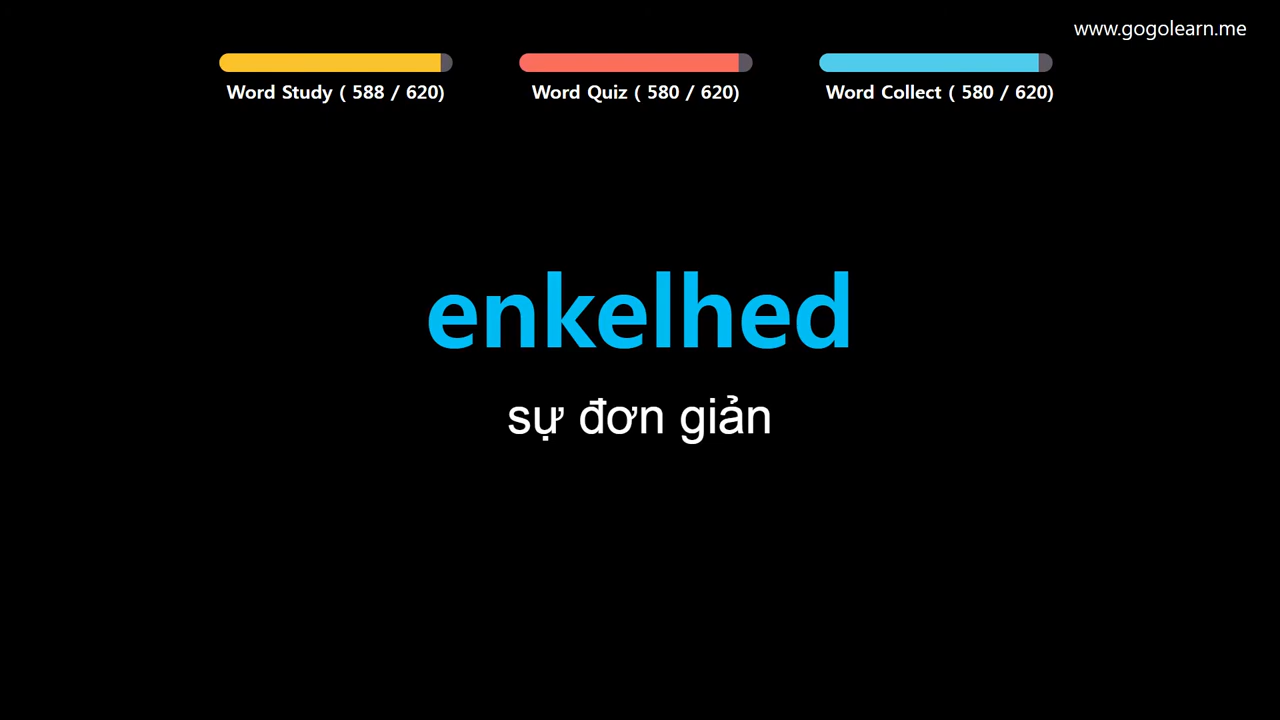 www.gogolearn.me
Word Study ( 588 / 620)
Word Quiz ( 580 / 620)
Word Collect ( 580 / 620)
enkelhed
sự đơn giản